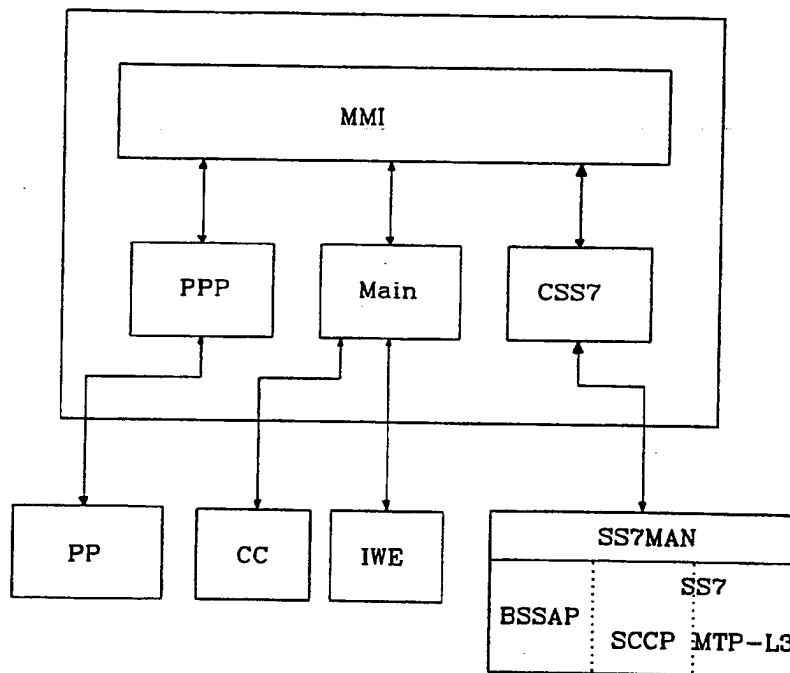 MMI
PPP
Main
CSS7
PP
CC
IWE
SS7MAN
SS7
BSSAP
SCCP
MTP-L3